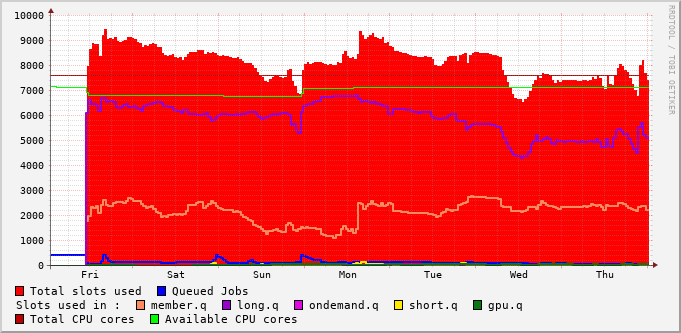 RRDTOOL / TOBI OETIKER
10000
9000
8000
7000
6000
5000
4000
3000
2000
1000
0
Fri Sat Sun Mon Tue Wed Thu
Total slots used Queued Jobs
Slots used in : member.q long.q ondemand.q short.q gpu.q
Total CPU cores Available CPU cores